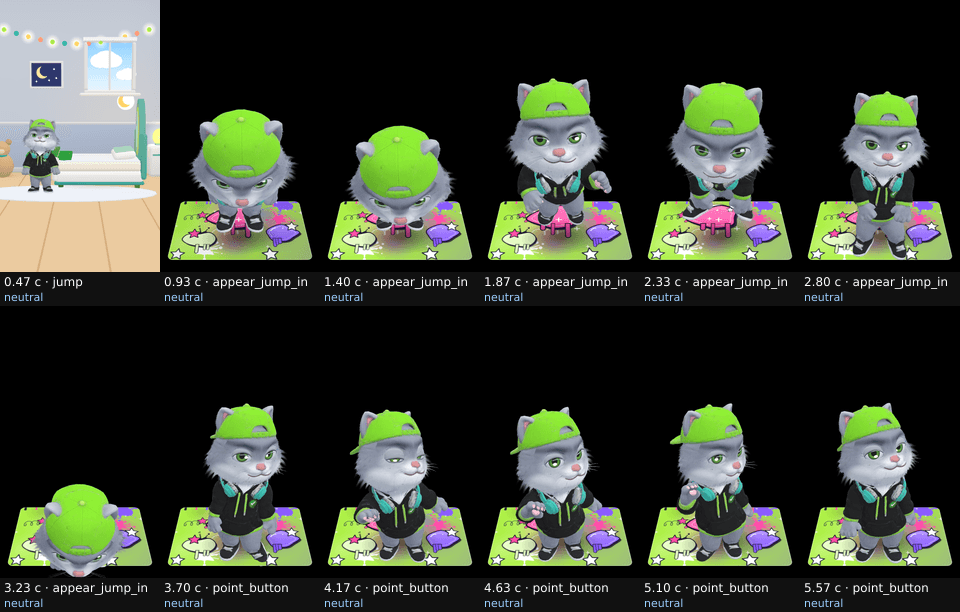 0.47 c · jump
neutral
0.93 c · appear_jump_in
neutral
1.40 c · appear_jump_in
neutral
1.87 c · appear_jump_in
neutral
2.33 c · appear_jump_in
neutral
2.80 c · appear_jump_in
neutral
3.23 c · appear_jump_in
neutral
3.70 c · point_button
neutral
4.17 c · point_button
neutral
4.63 c · point_button
neutral
5.10 c · point_button
neutral
5.57 c · point_button
neutral